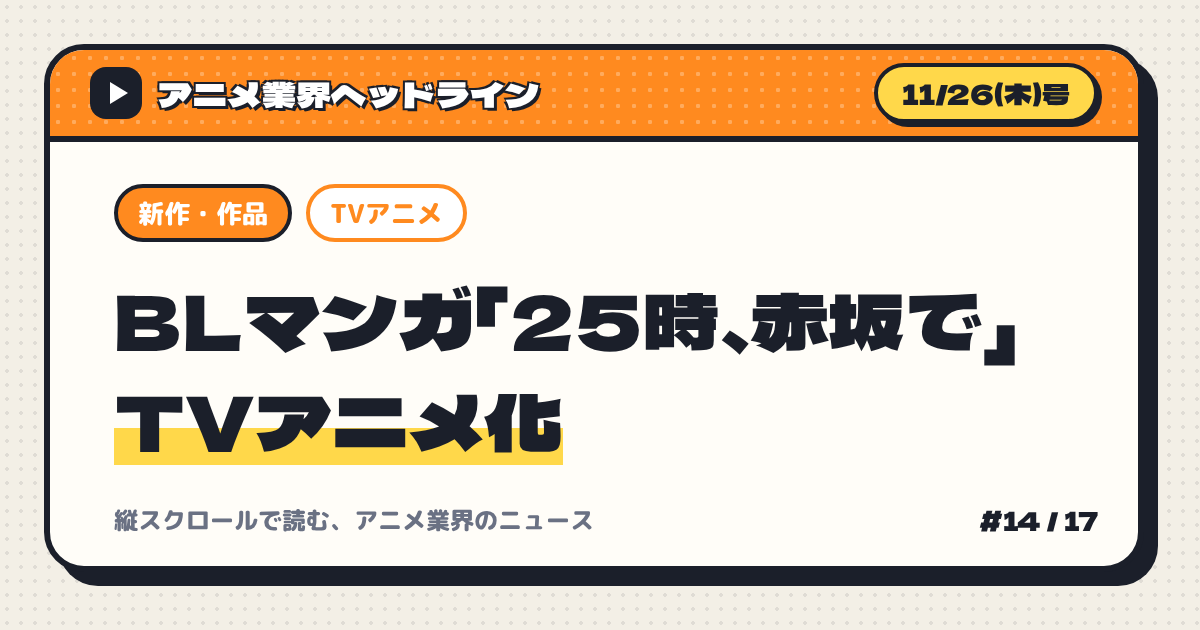 アニメ業界ヘッドライン
11/26(木)号
新作・作品
TVアニメ
BLマンガ「25時、赤坂で」
TVアニメ化
縦スクロールで読む、アニメ業界のニュース
#14 / 17